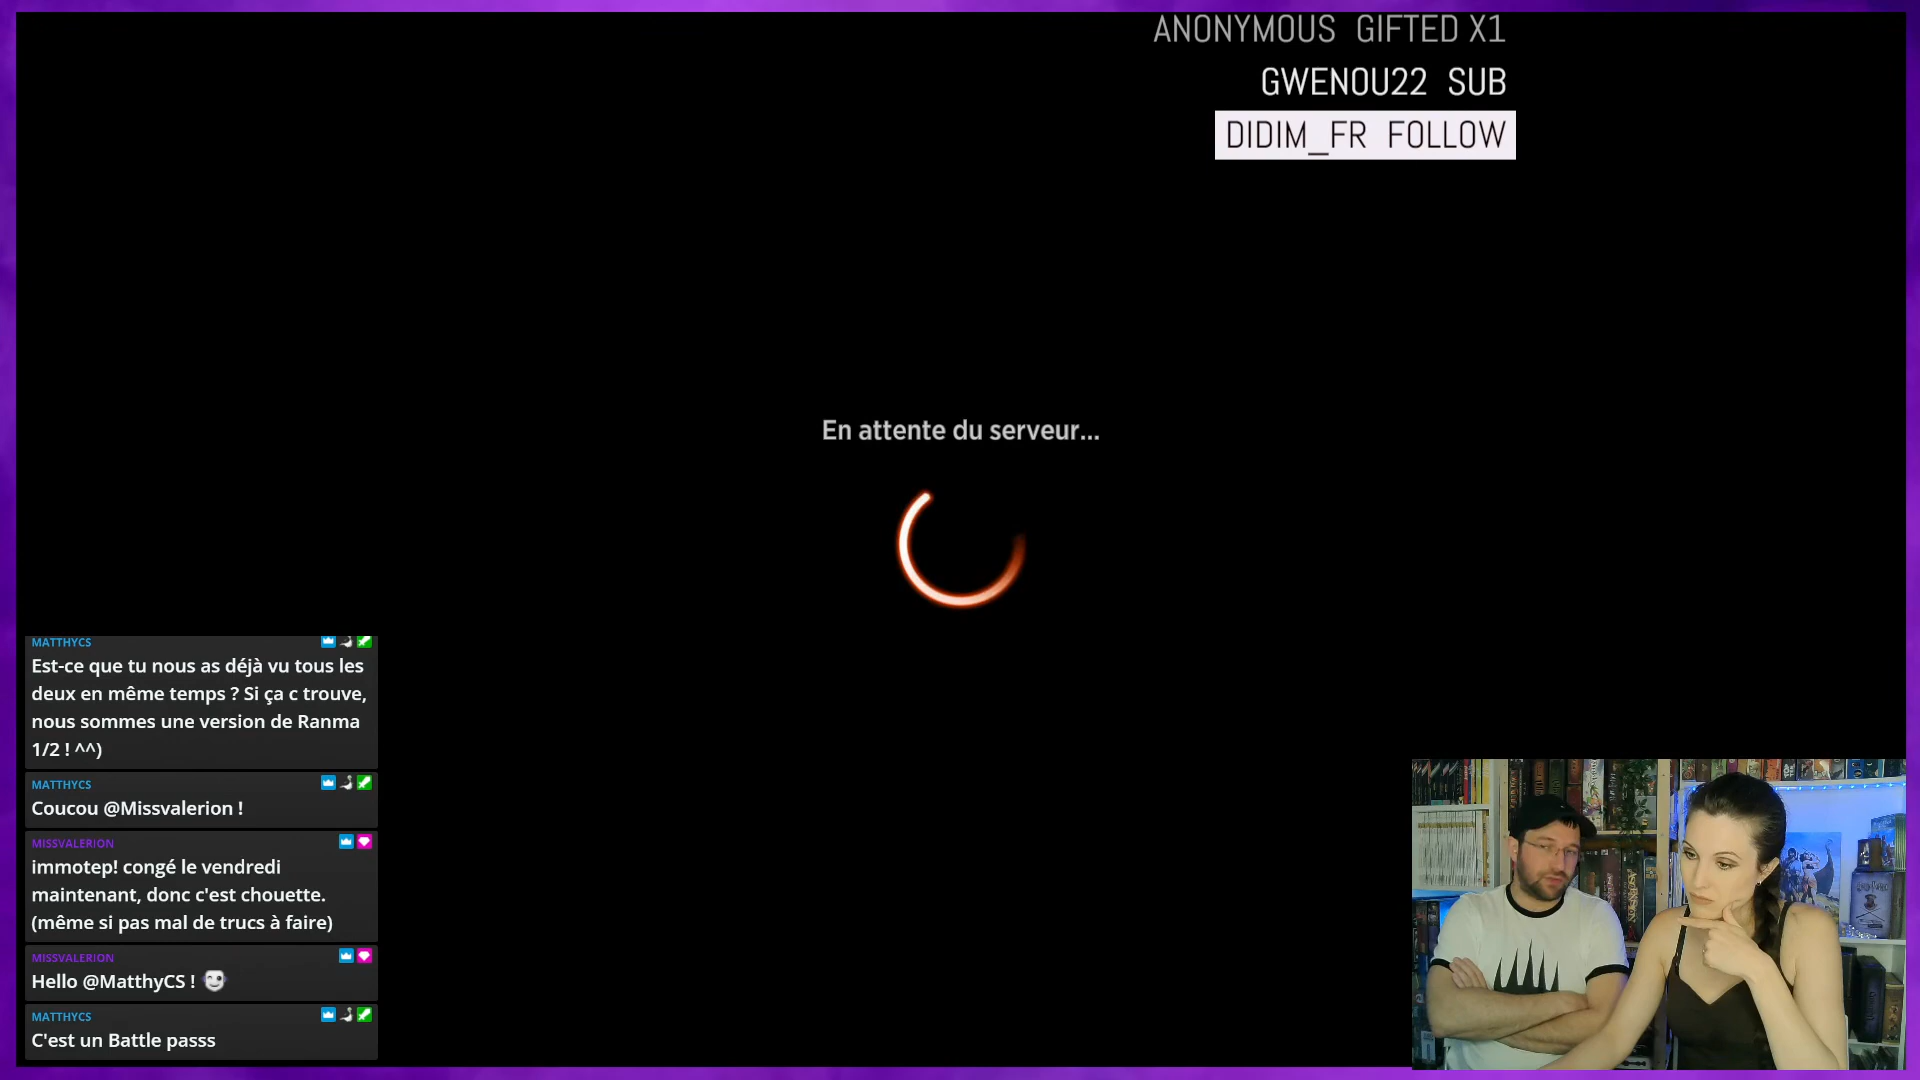 ANONYMOUS GIFTED X1
GWENOU22 SUB
DIDIM_FR FOLLOW
En attente du serveur...
MATTHYCS
Est-ce que tu nous as déjà vu tous les
deux en même temps ? Si ça c trouve,
nous sommes une version de Ranma
1/2 ! ^^)
MATTHYCS
Coucou @Missvalerion !
MISSVALERION
immotep! congé le vendredi
maintenant, donc c'est chouette.
(même si pas mal de trucs à faire)
MISSVALERION
Hello @MatthyCS !
MATTHYCS
C'est un Battle passs